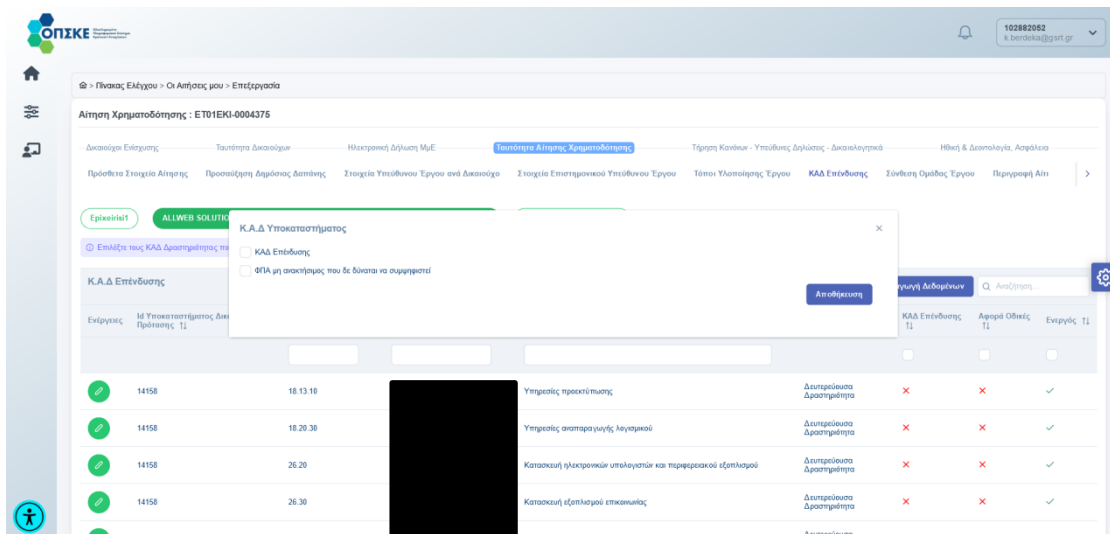 ΟΠΣΚΕ
102882052
k.berdeka@gsrt.gr
> Πίνακας Ελέγχου > Οι Αιτήσεις μου > Επεξεργασία
Αίτηση Χρηματοδότησης : ET01EKI-0004375
Δικαιούχοι Ενίσχυσης Ταυτότητα Δικαιούχων Ηλεκτρονική Δήλωση ΜμΕ Ταυτότητα Αίτησης Χρηματοδότησης Τήρηση Κανόνων - Υπεύθυνες Δηλώσεις - Δικαιολογητικά Ηθική & Δεοντολογία, Ασφάλεια
Πρόσθετα Στοιχεία Αίτησης Προσαύξηση Δημόσιας Δαπάνης Στοιχεία Υπεύθυνου Έργου ανά Δικαιούχο Στοιχεία Επιστημονικού Υπεύθυνου Έργου Τόποι Υλοποίησης Έργου ΚΑΔ Επένδυσης Σύνθεση Ομάδας Έργου Περιγραφή Αίτ
Epixeirisi1 ALLWEB SOLUTIO
Επιλέξτε τους ΚΑΔ Δραστηριότητας πο
Κ.Α.Δ Υποκαταστήματος
ΚΑΔ Επένδυσης
ΦΠΑ μη ανακτήσιμος που δε δύναται να συμψηφιστεί
Αποθήκευση
Κ.Α.Δ Επένδυσης γωγή Δεδομένων Αναζήτηση...
Ενέργειες Id Υποκαταστήματος Δικ ΚΑΔ Επένδυσης Αφορά Οδικές Ενεργός
Πρότασης
14158 18.13.10 Υπηρεσίες προεκτύπωσης Δευτερεύουσα
Δραστηριότητα
14158 18.20.30 Υπηρεσίες αναπαραγωγής λογισμικού Δευτερεύουσα
Δραστηριότητα
14158 26.20 Κατασκευή ηλεκτρονικών υπολογιστών και περιφερειακού εξοπλισμού Δευτερεύουσα
Δραστηριότητα
14158 26.30 Κατασκευή εξοπλισμού επικοινωνίας Δευτερεύουσα
Δραστηριότητα